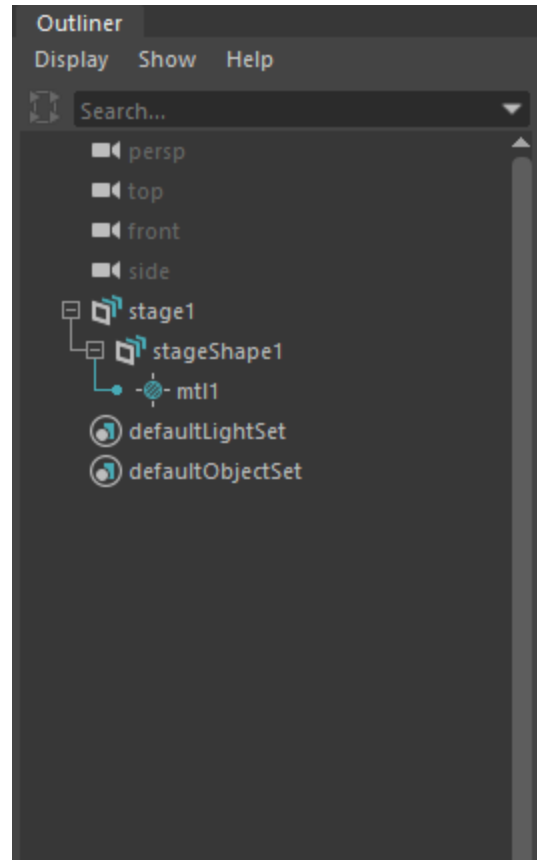 Outliner
Display Show Help
Search...
persp
top
front
side
stage1
stageShape1
mtl1
defaultLightSet
defaultObjectSet